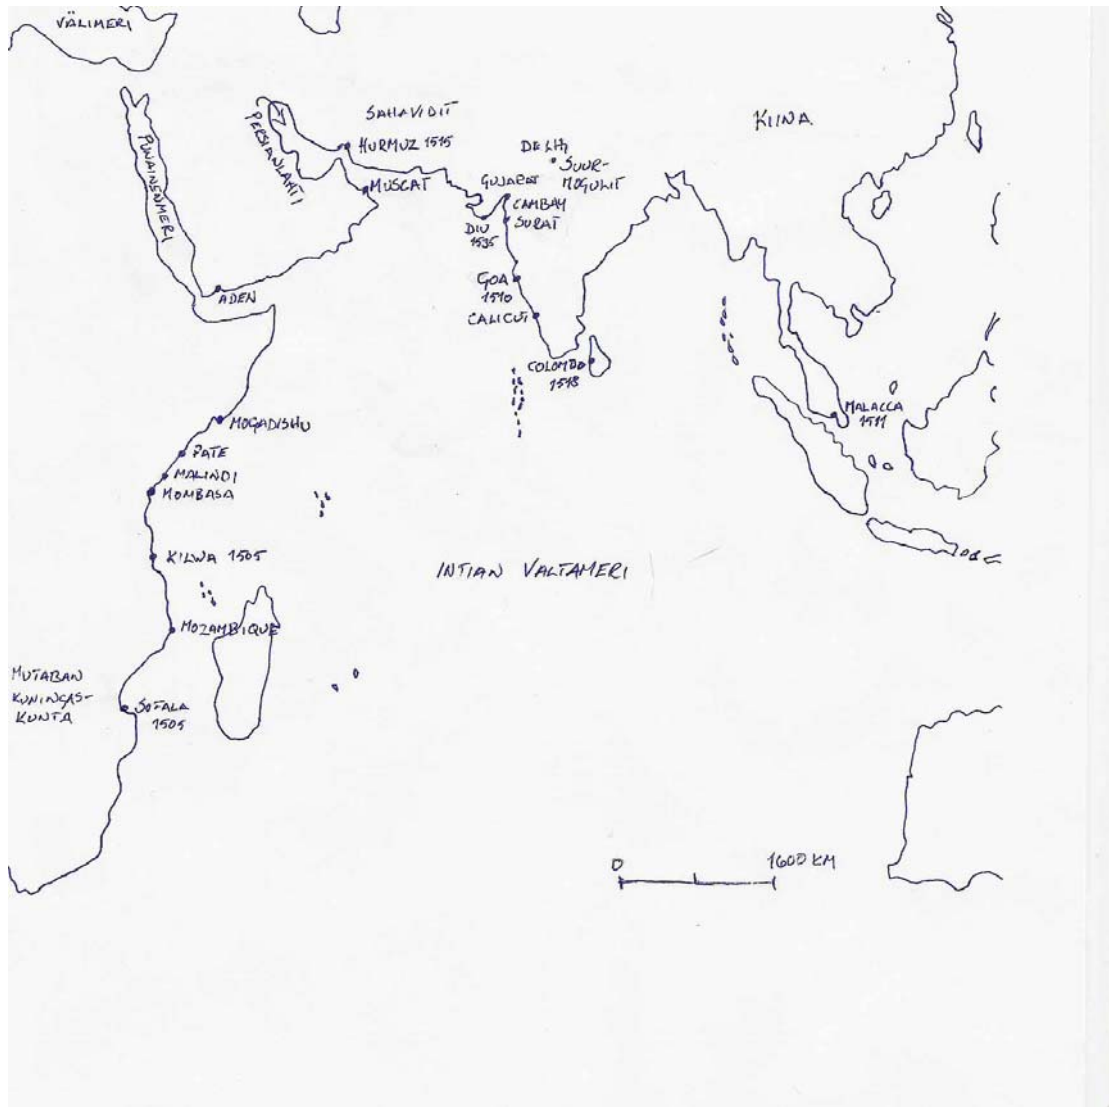 VÄLIMERI
SAHAVIDIT
KIINA
PERSIANLAHTI
HURMUZ 1515
DELHI
SUUR-
MOGULIT
PUNAINENMERI
MUSCAT
GUJARAT
CAMBAY
DIU
1535
SURAT
GOA
1510
ADEN
CALICUT
COLOMBO
1518
MALACCA
1511
MOGADISHU
PATE
MALINDI
MOMBASA
KILWA 1505
INTIAN VALTAMERI
MOZAMBIQUE
MUTABAN
KUNINGAS-
KUNTA
SOFALA
1505
0
1600 KM